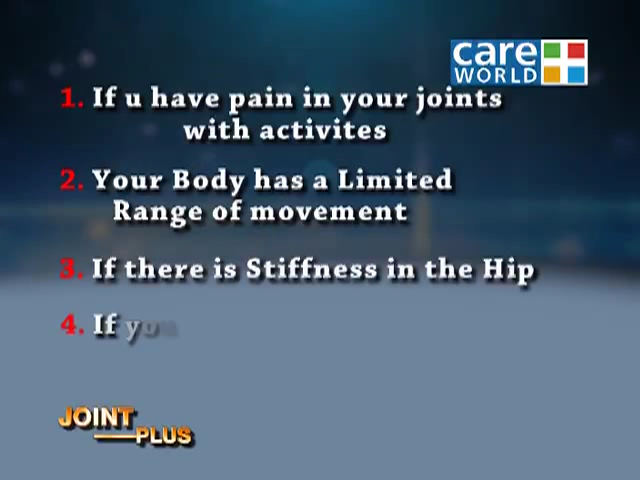 care
WORLD
1. If u have pain in your joints
with activites
2. Your Body has a Limited
Range of movement
3. If there is Stiffness in the Hip
4. If you
JOINT
PLUS